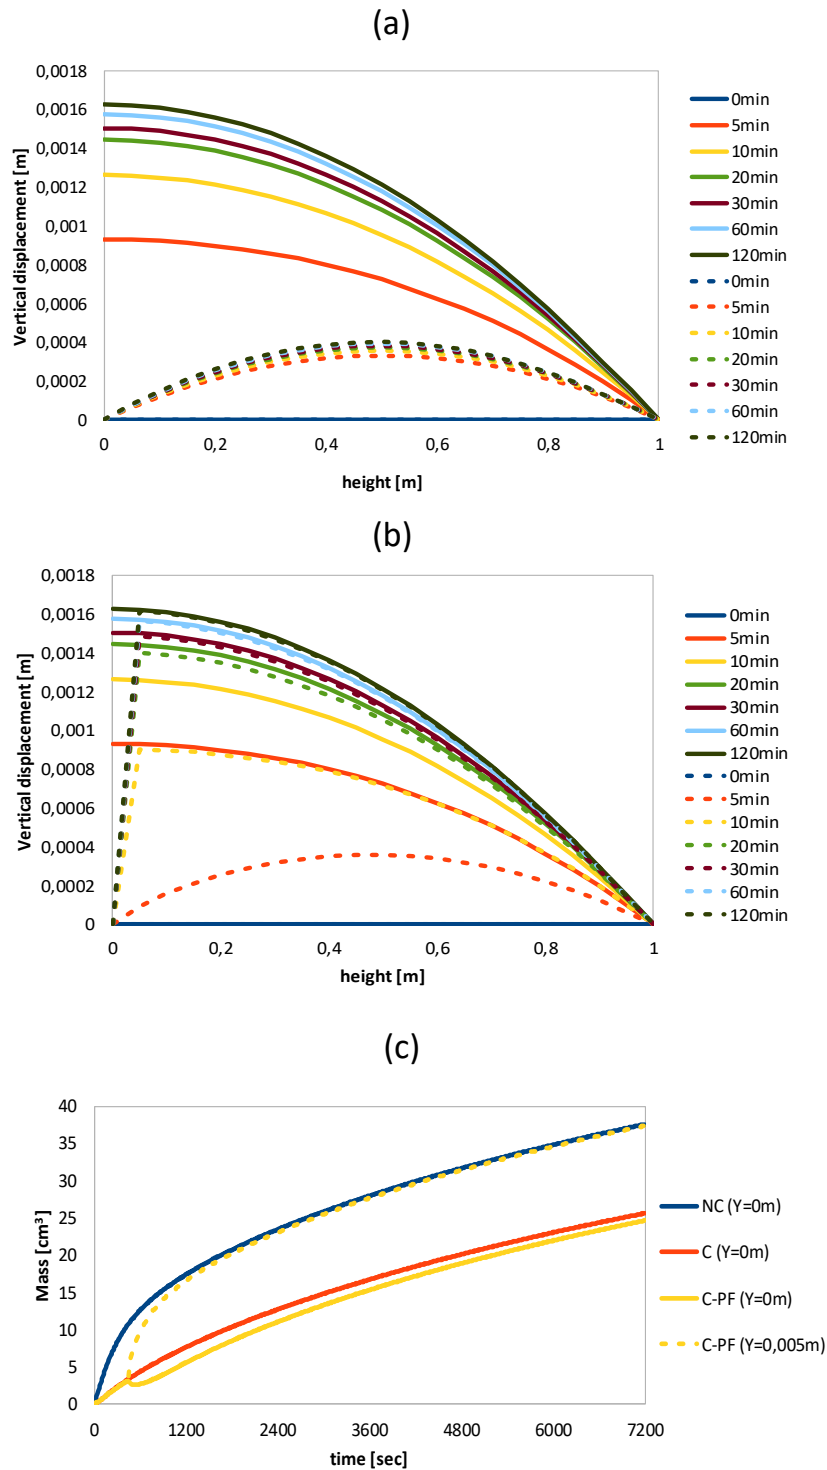 (a)
0,0018
0,0016
0,0014
0,0012
0,001
0,0008
0,0006
0,0004
0,0002
0
Vertical displacement [m]
0 0,2 0,4 0,6 0,8 1
height [m]
0min
5min
10min
20min
30min
60min
120min
0min
5min
10min
20min
30min
60min
120min
(b)
0,0018
0,0016
0,0014
0,0012
0,001
0,0008
0,0006
0,0004
0,0002
0
Vertical displacement [m]
0 0,2 0,4 0,6 0,8 1
height [m]
0min
5min
10min
20min
30min
60min
120min
0min
5min
10min
20min
30min
60min
120min
(c)
40
35
30
25
20
15
10
5
0
Mass [cm³]
0 1200 2400 3600 4800 6000 7200
time [sec]
NC (Y=0m)
C (Y=0m)
C-PF (Y=0m)
C-PF (Y=0,005m)